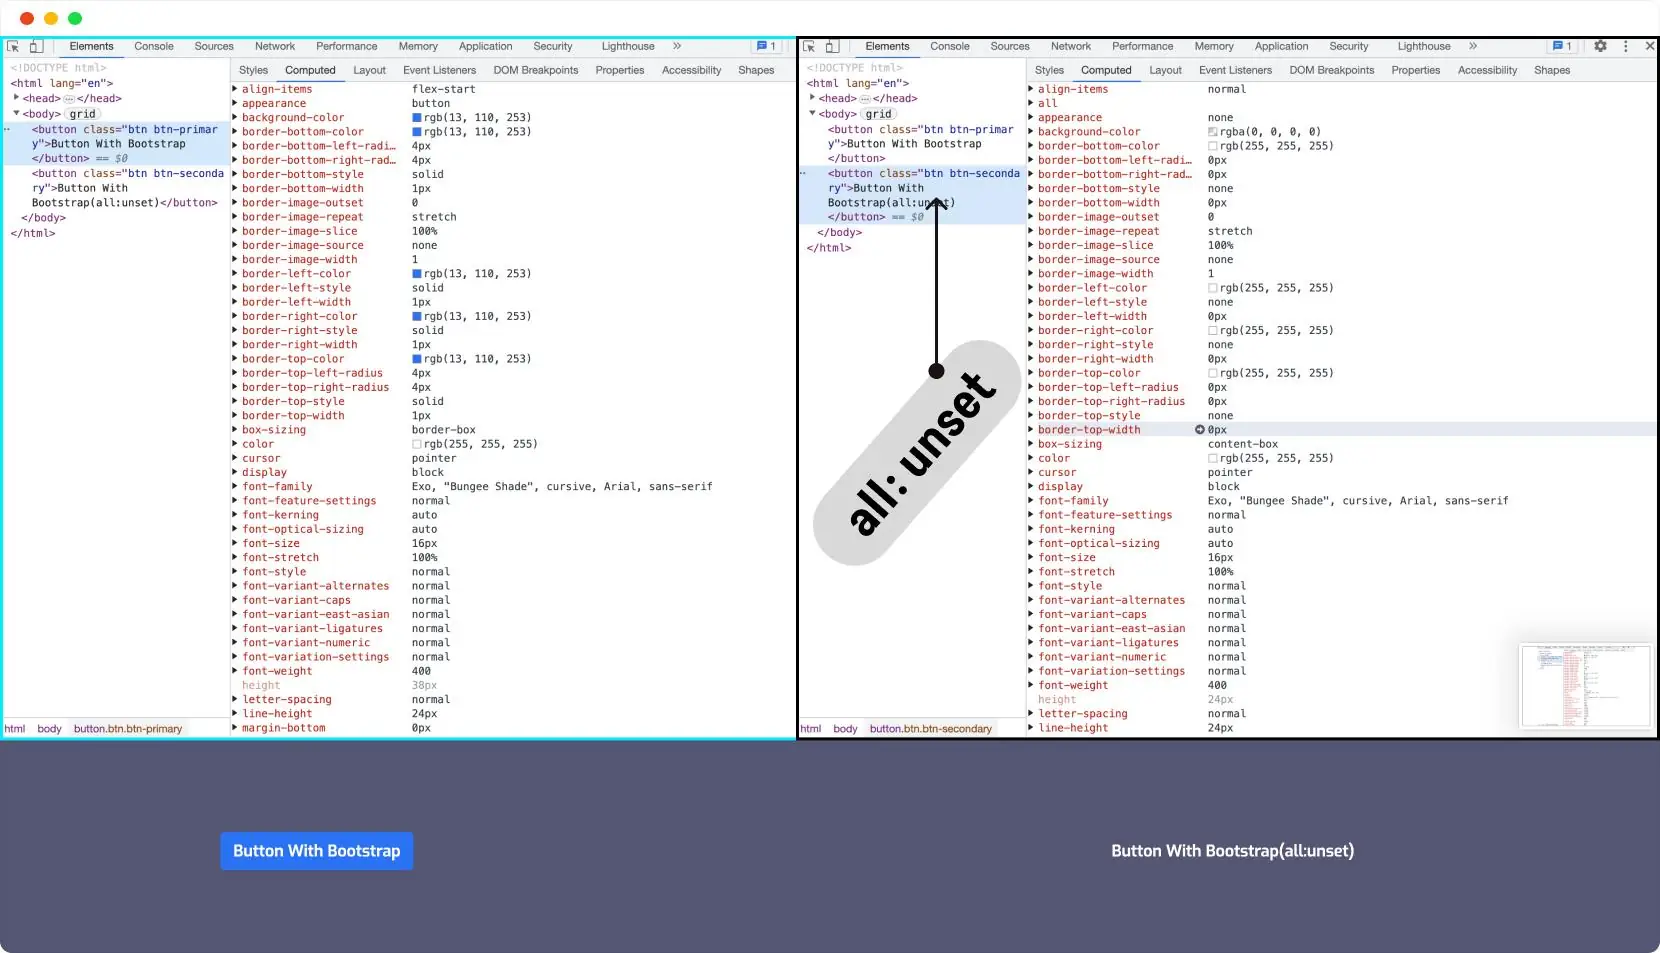 Elements Console Sources Network Performance Memory Application Security Lighthouse » 1
<!DOCTYPE html>
<html lang="en">
<head>…</head>
<body> grid
<button class="btn btn-primar
y">Button With Bootstrap
</button> == $0
<button class="btn btn-seconda
ry">Button With
Bootstrap(all:unset)</button>
</body>
</html>
html body button.btn.btn-primary
Styles Computed Layout Event Listeners DOM Breakpoints Properties Accessibility Shapes
align-items flex-start
appearance button
background-color rgb(13, 110, 253)
border-bottom-color rgb(13, 110, 253)
border-bottom-left-radi… 4px
border-bottom-right-rad… 4px
border-bottom-style solid
border-bottom-width 1px
border-image-outset 0
border-image-repeat stretch
border-image-slice 100%
border-image-source none
border-image-width 1
border-left-color rgb(13, 110, 253)
border-left-style solid
border-left-width 1px
border-right-color rgb(13, 110, 253)
border-right-style solid
border-right-width 1px
border-top-color rgb(13, 110, 253)
border-top-left-radius 4px
border-top-right-radius 4px
border-top-style solid
border-top-width 1px
box-sizing border-box
color rgb(255, 255, 255)
cursor pointer
display block
font-family Exo, "Bungee Shade", cursive, Arial, sans-serif
font-feature-settings normal
font-kerning auto
font-optical-sizing auto
font-size 16px
font-stretch 100%
font-style normal
font-variant-alternates normal
font-variant-caps normal
font-variant-east-asian normal
font-variant-ligatures normal
font-variant-numeric normal
font-variation-settings normal
font-weight 400
height 38px
letter-spacing normal
line-height 24px
margin-bottom 0px
Elements Console Sources Network Performance Memory Application Security Lighthouse » 1
<!DOCTYPE html>
<html lang="en">
<head>…</head>
<body> grid
<button class="btn btn-primar
y">Button With Bootstrap
</button>
<button class="btn btn-seconda
ry">Button With
Bootstrap(all:unset)
</button> == $0
</body>
</html>
all: unset
html body button.btn.btn-secondary
Styles Computed Layout Event Listeners DOM Breakpoints Properties Accessibility Shapes
align-items normal
all
appearance none
background-color rgba(0, 0, 0, 0)
border-bottom-color rgb(255, 255, 255)
border-bottom-left-radi… 0px
border-bottom-right-rad… 0px
border-bottom-style none
border-bottom-width 0px
border-image-outset 0
border-image-repeat stretch
border-image-slice 100%
border-image-source none
border-image-width 1
border-left-color rgb(255, 255, 255)
border-left-style none
border-left-width 0px
border-right-color rgb(255, 255, 255)
border-right-style none
border-right-width 0px
border-top-color rgb(255, 255, 255)
border-top-left-radius 0px
border-top-right-radius 0px
border-top-style none
border-top-width 0px
box-sizing content-box
color rgb(255, 255, 255)
cursor pointer
display block
font-family Exo, "Bungee Shade", cursive, Arial, sans-serif
font-feature-settings normal
font-kerning auto
font-optical-sizing auto
font-size 16px
font-stretch 100%
font-style normal
font-variant-alternates normal
font-variant-caps normal
font-variant-east-asian normal
font-variant-ligatures normal
font-variant-numeric normal
font-variation-settings normal
font-weight 400
height 24px
letter-spacing normal
line-height 24px
Button With Bootstrap
Button With Bootstrap(all:unset)